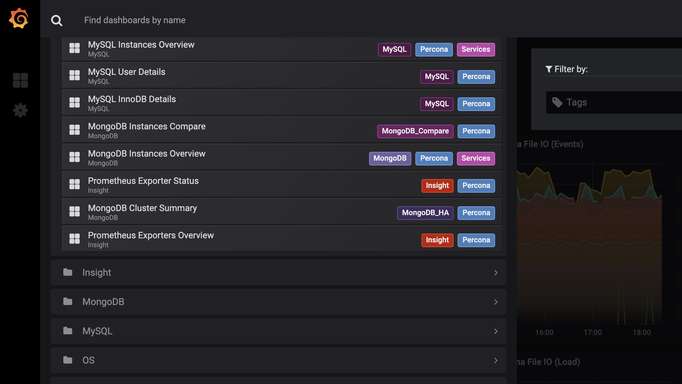 Find dashboards by name
MySQL Instances Overview
MySQL
MySQL Percona Services
MySQL User Details
MySQL
MySQL Percona
MySQL InnoDB Details
MySQL
MySQL Percona
MongoDB Instances Compare
MongoDB
MongoDB_Compare Percona
MongoDB Instances Overview
MongoDB
MongoDB Percona Services
Prometheus Exporter Status
Insight
Insight Percona
MongoDB Cluster Summary
MongoDB
MongoDB_HA Percona
Prometheus Exporters Overview
Insight
Insight Percona
Insight
MongoDB
MySQL
OS
Filter by:
Tags
a File IO (Events)
16:00 17:00 18:00
na File IO (Load)